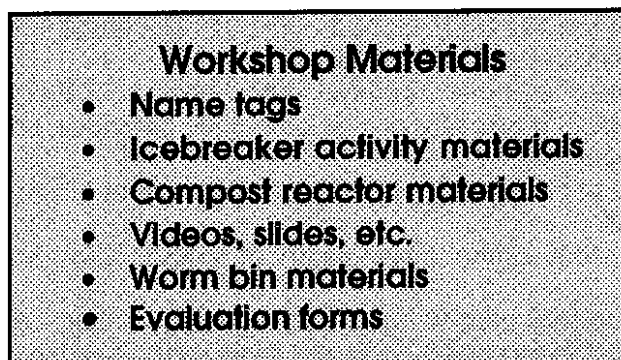 Workshop Materials
• Name tags
• Icebreaker activity materials
• Compost reactor materials
• Videos, slides, etc.
• Worm bin materials
• Evaluation forms